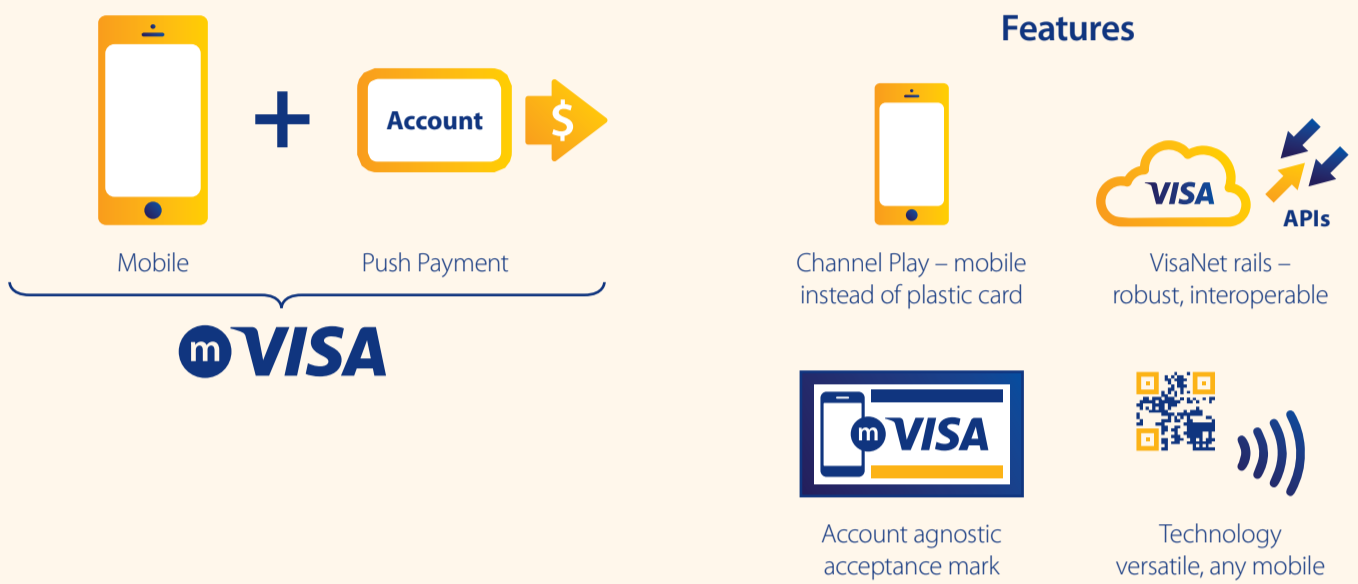 Account
$
Mobile
Push Payment
m VISA
Features
VISA
APIs
Channel Play – mobile
instead of plastic card
VisaNet rails –
robust, interoperable
m VISA
Account agnostic
acceptance mark
Technology
versatile, any mobile